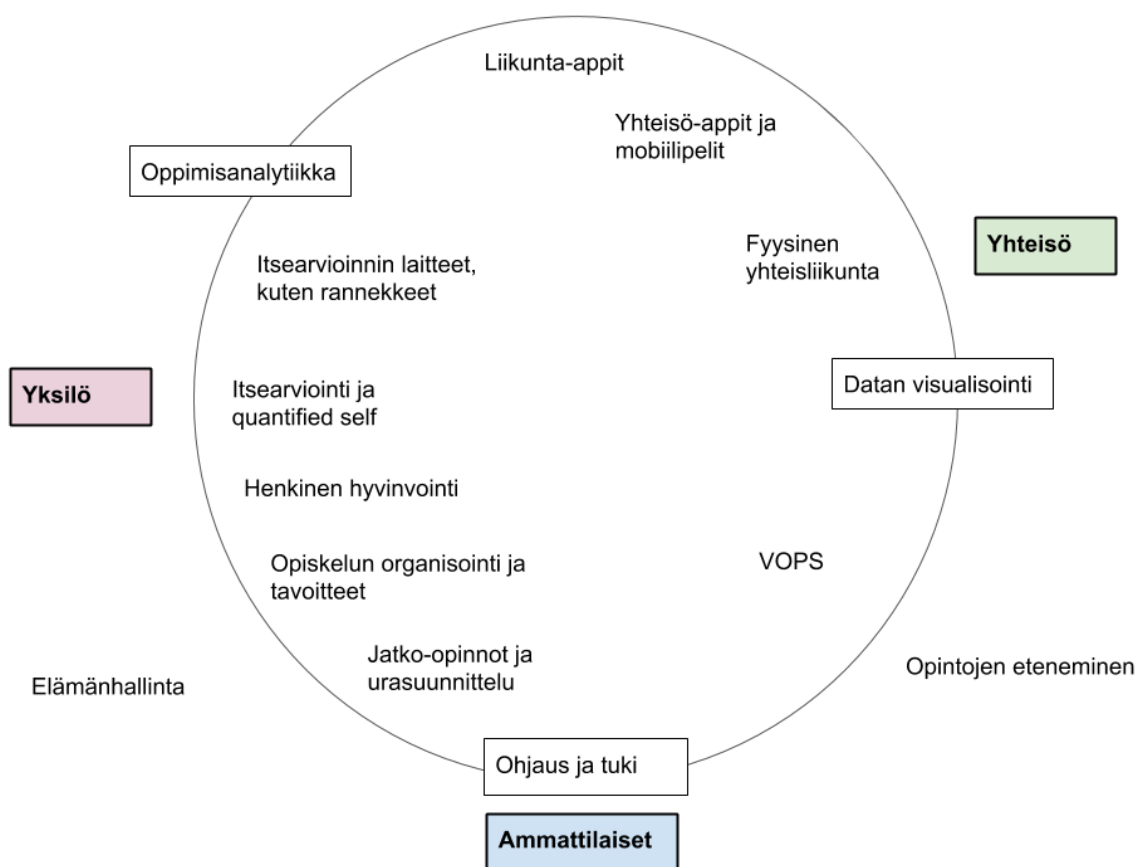 Liikunta-appit
Yhteisö-appit ja
mobiilipelit
Oppimisanalytiikka
Fyysinen
yhteisliikunta
Yhteisö
Itsearvioinnin laitteet,
kuten rannekkeet
Yksilö
Itsearviointi ja
quantified self
Datan visualisointi
Henkinen hyvinvointi
Opiskelun organisointi ja
tavoitteet
VOPS
Jatko-opinnot ja
urasuunnittelu
Elämänhallinta
Opintojen eteneminen
Ohjaus ja tuki
Ammattilaiset